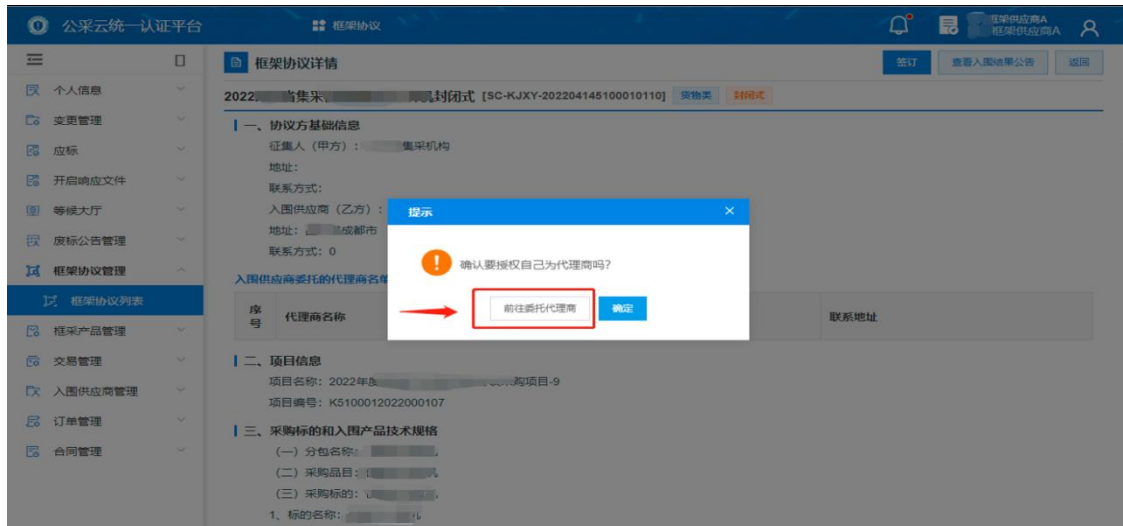 公采云统一认证平台
框架协议
框架供应商A
框架供应商A
个人信息
变更管理
应标
开启响应文件
等候大厅
废标公告管理
框架协议管理
框架协议列表
框采产品管理
交易管理
入围供应商管理
订单管理
合同管理
框架协议详情
签订
查看入围结果公告
返回
2022 当集采 封闭式 [SC-KJXY-202204145100010110] 货物类 封闭式
一、协议方基础信息
征集人（甲方）： 集采机构
地址：
联系方式：
入围供应商（乙方）：
地址： 成都市
联系方式：0
入围供应商委托的代理商名单
序号 代理商名称 联系地址
提示
确认要授权自己为代理商吗？
前往委托代理商
确定
二、项目信息
项目名称：2022年度 购项目-9
项目编号：K5100012022000107
三、采购标的和入围产品技术规格
（一）分包名称：
（二）采购品目：
（三）采购标的：
1、标的名称：